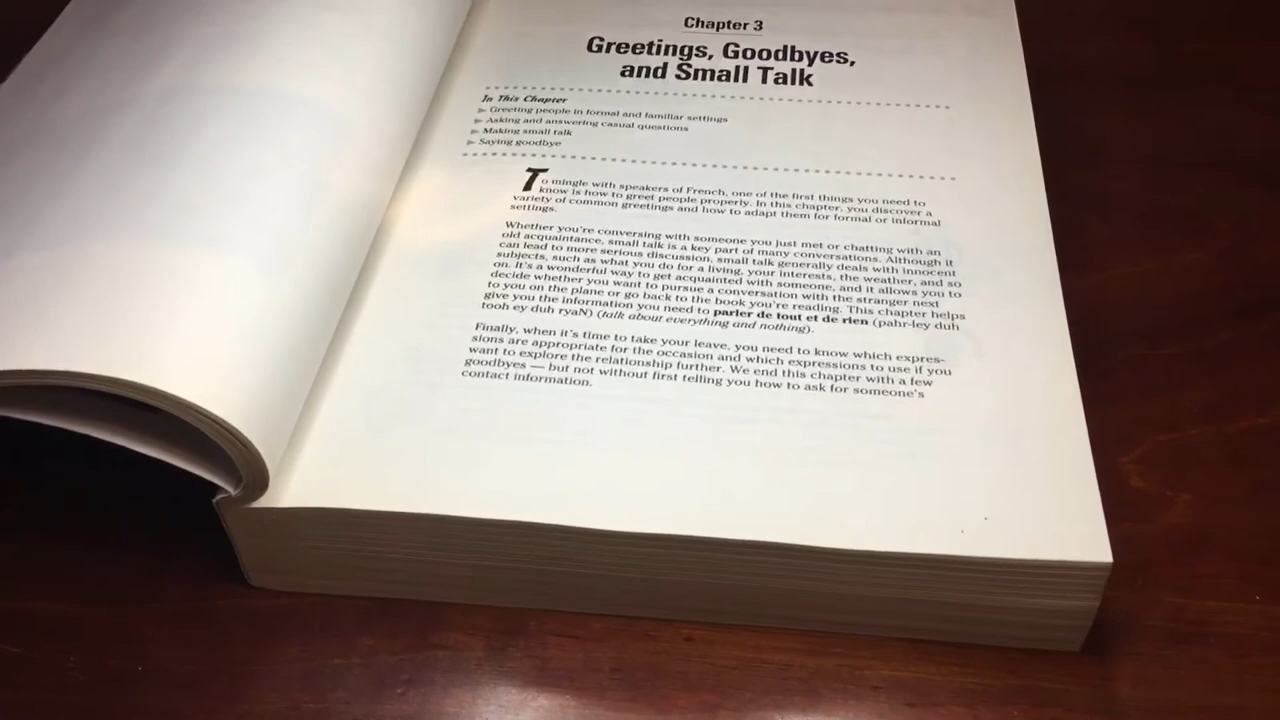 Chapter 3
Greetings, Goodbyes,
and Small Talk
In This Chapter
▶ Greeting people in formal and familiar settings
▶ Asking and answering casual questions
▶ Making small talk
▶ Saying goodbye
To mingle with speakers of French, one of the first things you need to
know is how to greet people properly. In this chapter, you discover a
variety of common greetings and how to adapt them for formal or informal
settings.
Whether you're conversing with someone you just met or chatting with an
old acquaintance, small talk is a key part of many conversations. Although it
can lead to more serious discussion, small talk generally deals with innocent
subjects, such as what you do for a living, your interests, the weather, and so
on. It's a wonderful way to get acquainted with someone, and it allows you to
decide whether you want to pursue a conversation with the stranger next
to you on the plane or go back to the book you're reading. This chapter helps
give you the information you need to parler de tout et de rien (pahr-ley duh
tooh ey duh ryaN) (talk about everything and nothing).
Finally, when it's time to take your leave, you need to know which expres-
sions are appropriate for the occasion and which expressions to use if you
want to explore the relationship further. We end this chapter with a few
goodbyes — but not without first telling you how to ask for someone's
contact information.